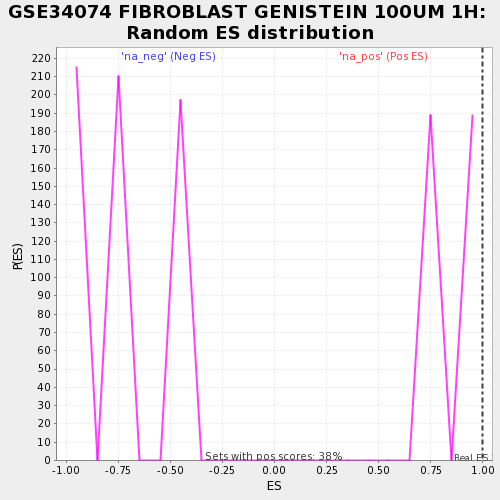 GSE34074 FIBROBLAST GENISTEIN 100UM 1H:
Random ES distribution
'na_neg' (Neg ES)
'na_pos' (Pos ES)
220
210
200
190
180
170
160
150
140
130
120
110
100
90
80
70
60
50
40
30
20
10
0
P(ES)
Sets with pos scores: 38%
Real ES
-1.00 -0.75 -0.50 -0.25 0.00 0.25 0.50 0.75 1.00
ES